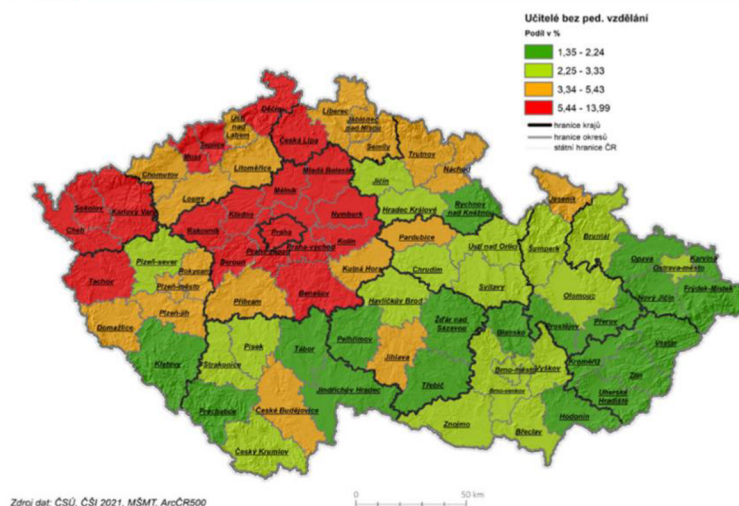 Učitelé bez ped. vzdělání
Podíl v %
1,35 - 2,24
2,25 - 3,33
3,34 - 5,43
5,44 - 13,99
hranice krajů
hranice okresů
státní hranice ČR
Děčín
Liberec
Ústí nad Labem
Jablonec nad Nisou
Teplice
Česká Lípa
Semily
Most
Trutnov
Litoměřice
Chomutov
Mladá Boleslav
Náchod
Louny
Jičín
Mělník
Jeseník
Sokolov
Karlovy Vary
Hradec Králové
Rychnov nad Kněžnou
Cheb
Rakovník
Kladno
Nymburk
Praha
Praha-východ
Kolín
Pardubice
Šumperk
Bruntál
Beroun
Praha-západ
Ústí nad Orlicí
Opava
Karviná
Ostrava-město
Plzeň-sever
Rokycany
Kutná Hora
Tachov
Chrudim
Plzeň-město
Benešov
Svitavy
Olomouc
Nový Jičín
Frýdek-Místek
Příbram
Havlíčkův Brod
Domažlice
Plzeň-jih
Žďár nad Sázavou
Přerov
Prostějov
Blansko
Pelhřimov
Vsetín
Klatovy
Písek
Tábor
Jihlava
Kroměříž
Strakonice
Vyškov
Brno-město
Třebíč
Zlín
Brno-venkov
Jindřichův Hradec
Uherské Hradiště
Prachatice
České Budějovice
Hodonín
Znojmo
Břeclav
Český Krumlov
Zdroj dat: ČSÚ, ČŠI 2021, MŠMT, ArcČR500
0 50 km